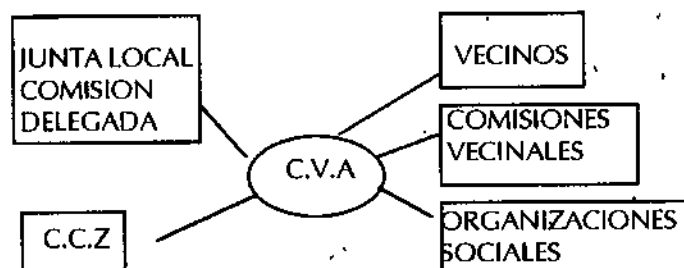 JUNTA LOCAL
COMISION
DELEGADA
VECINOS
COMISIONES
VECINALES
C.V.A
C.C.Z
ORGANIZACIONES
SOCIALES